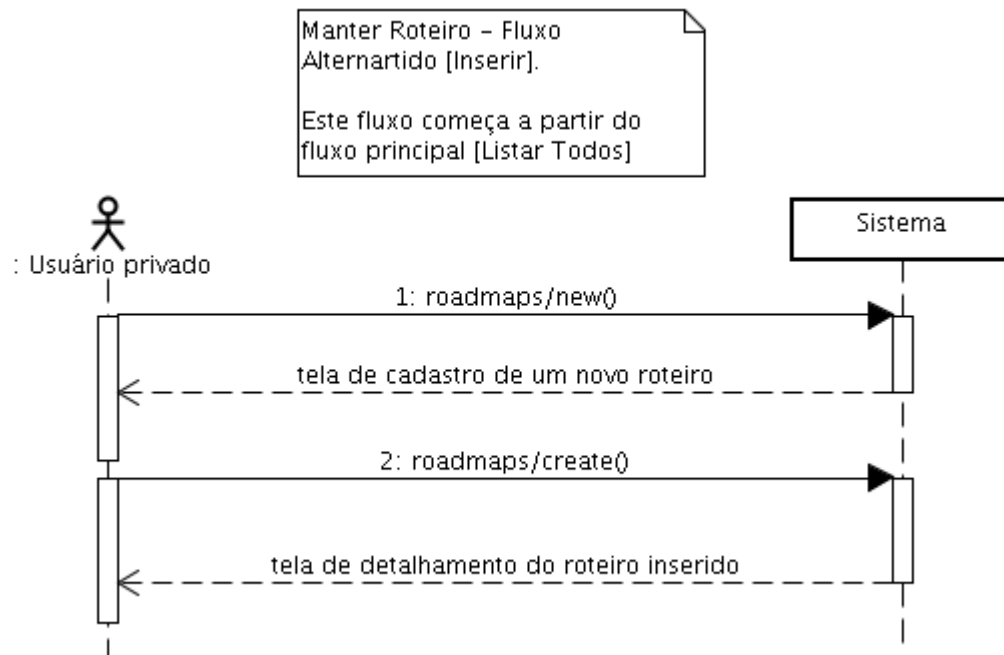 Manter Roteiro – Fluxo
Alternartido [Inserir].
Este fluxo começa a partir do
fluxo principal [Listar Todos]
Sistema
: Usuário privado
1: roadmaps/new()
tela de cadastro de um novo roteiro
2: roadmaps/create()
tela de detalhamento do roteiro inserido